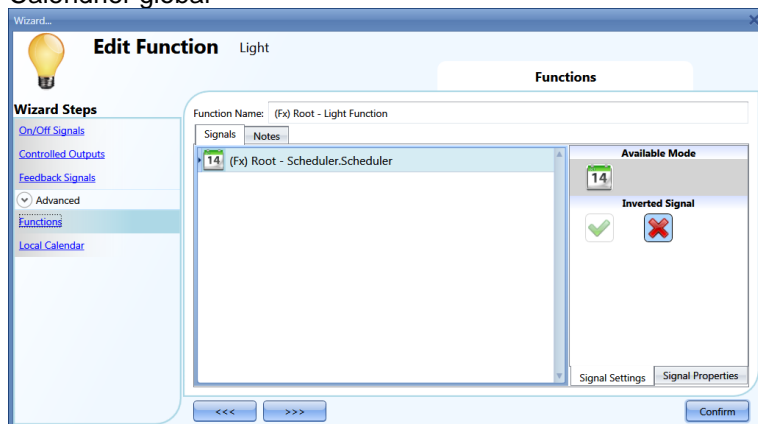 Calendrier global
Wizard...
Edit Function Light
Functions
Wizard Steps
On/Off Signals
Controlled Outputs
Feedback Signals
Advanced
Functions
Local Calendar
Function Name: (Fx) Root - Light Function
Signals Notes
14 (Fx) Root - Scheduler.Scheduler
Available Mode
14
Inverted Signal
Signal Settings Signal Properties
<<< >>> Confirm